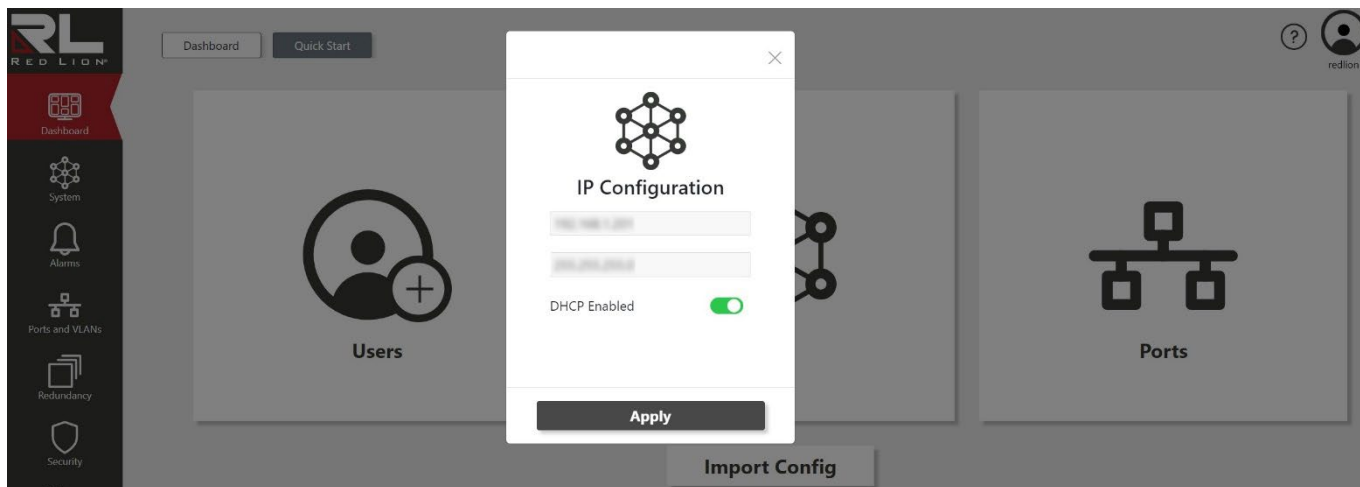 RL
RED LION®
Dashboard
Quick Start
?
redlion
Dashboard
System
Alarms
Ports and VLANs
Redundancy
Security
Users
IP Configuration
DHCP Enabled
Apply
Ports
Import Config